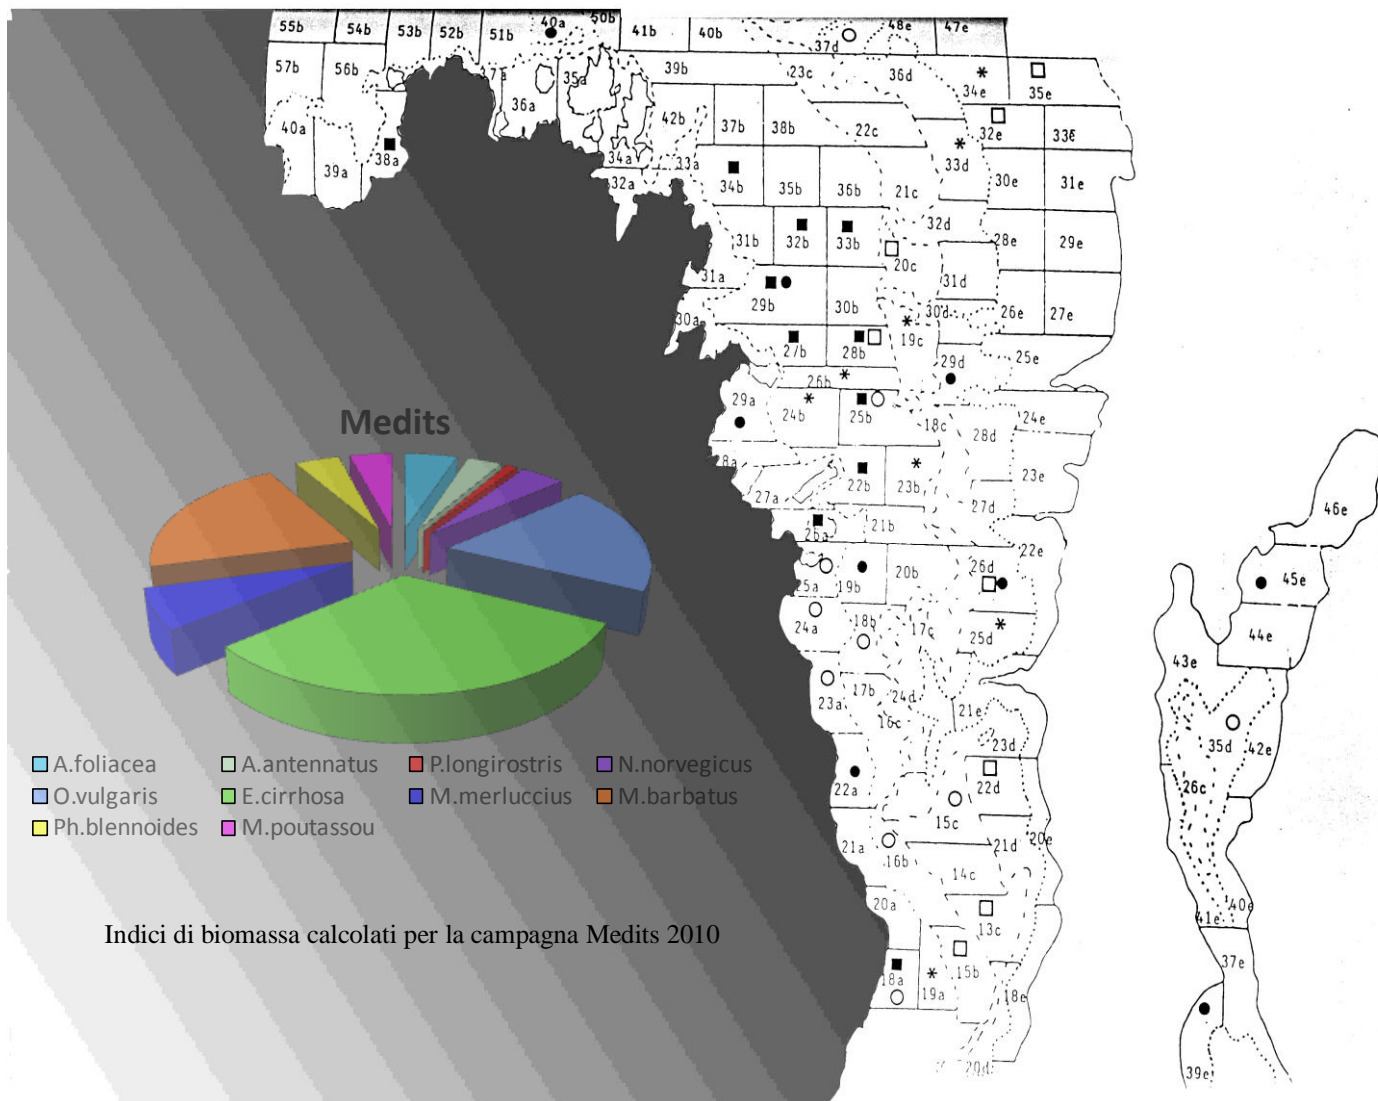 55b 54b 53b 52b 51b 40a 50b 41b 40b 37d 48e 47e
57b 56b 37a 35a 39b 23c 36d 34e 35e
40a 39a 38a 36a 34a 32a 42b 33a 37b 38b 22c 33d 32e 33e
34b 35b 36b 21c 30e 31e
31b 32b 33b 32d 28e 29e
31a 20c 31d
30a 29b 30b 30d 26e 27e
27b 28b 19c 29d 25e
26b
29a 24b 25b 18c 28d 24e
28a 22b 23b 23e
27a 27d
26a 21b 22e
25a 19b 20b 26d
24a 18b 17c 25d
23a 17b 24d
16c 21e 23d
22a 22d
15c
21a 16b 21d 20e
14c
20a
13c
18a 19a 15b 18e
20d
46e
45e
44e
43e
35d 42e
26c
40e
41e
37e
39e
Medits
A.foliacea A.antennatus P.longirostris N.norvegicus
O.vulgaris E.cirrhosa M.merluccius M.barbatus
Ph.blennoides M.poutassou
Indici di biomassa calcolati per la campagna Medits 2010